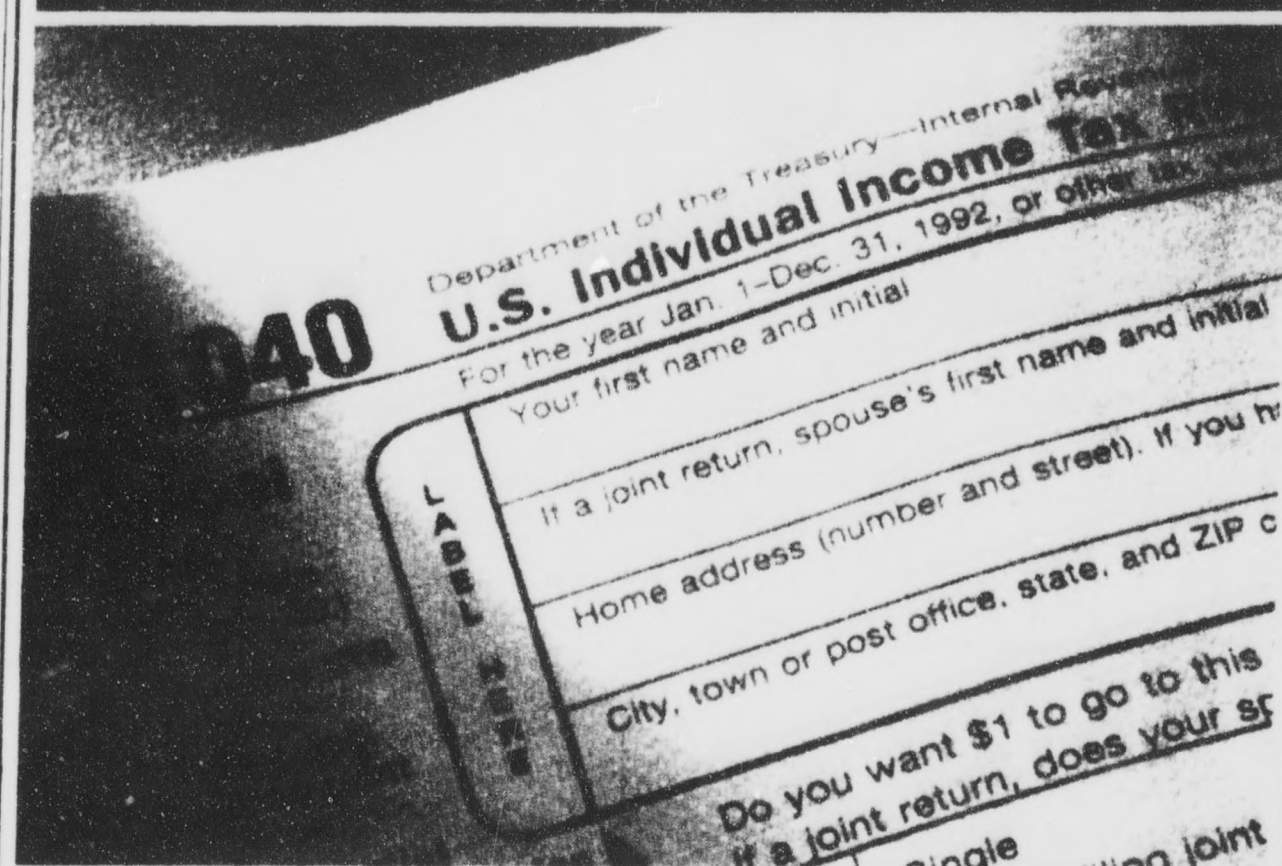 Department of the Treasury—Internal
040 U.S. Individual Income Tax
For the year Jan. 1–Dec. 31, 1992, or other tax
Your first name and initial
If a joint return, spouse's first name and initial
Home address (number and street). If you
City, town or post office, state, and ZIP
LABEL HERE
Do you want $1 to go to this
If a joint return, does your
Single
joint